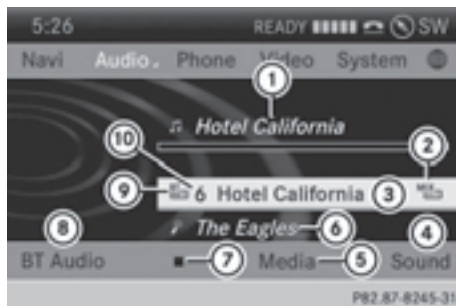 5:26 READY SW
Navi Audio Phone Video System
1
Hotel California
10
2
9 6 Hotel California 3
8 The Eagles 6 4
BT Audio 7 Media 5 Sound
P82.87-8245-31